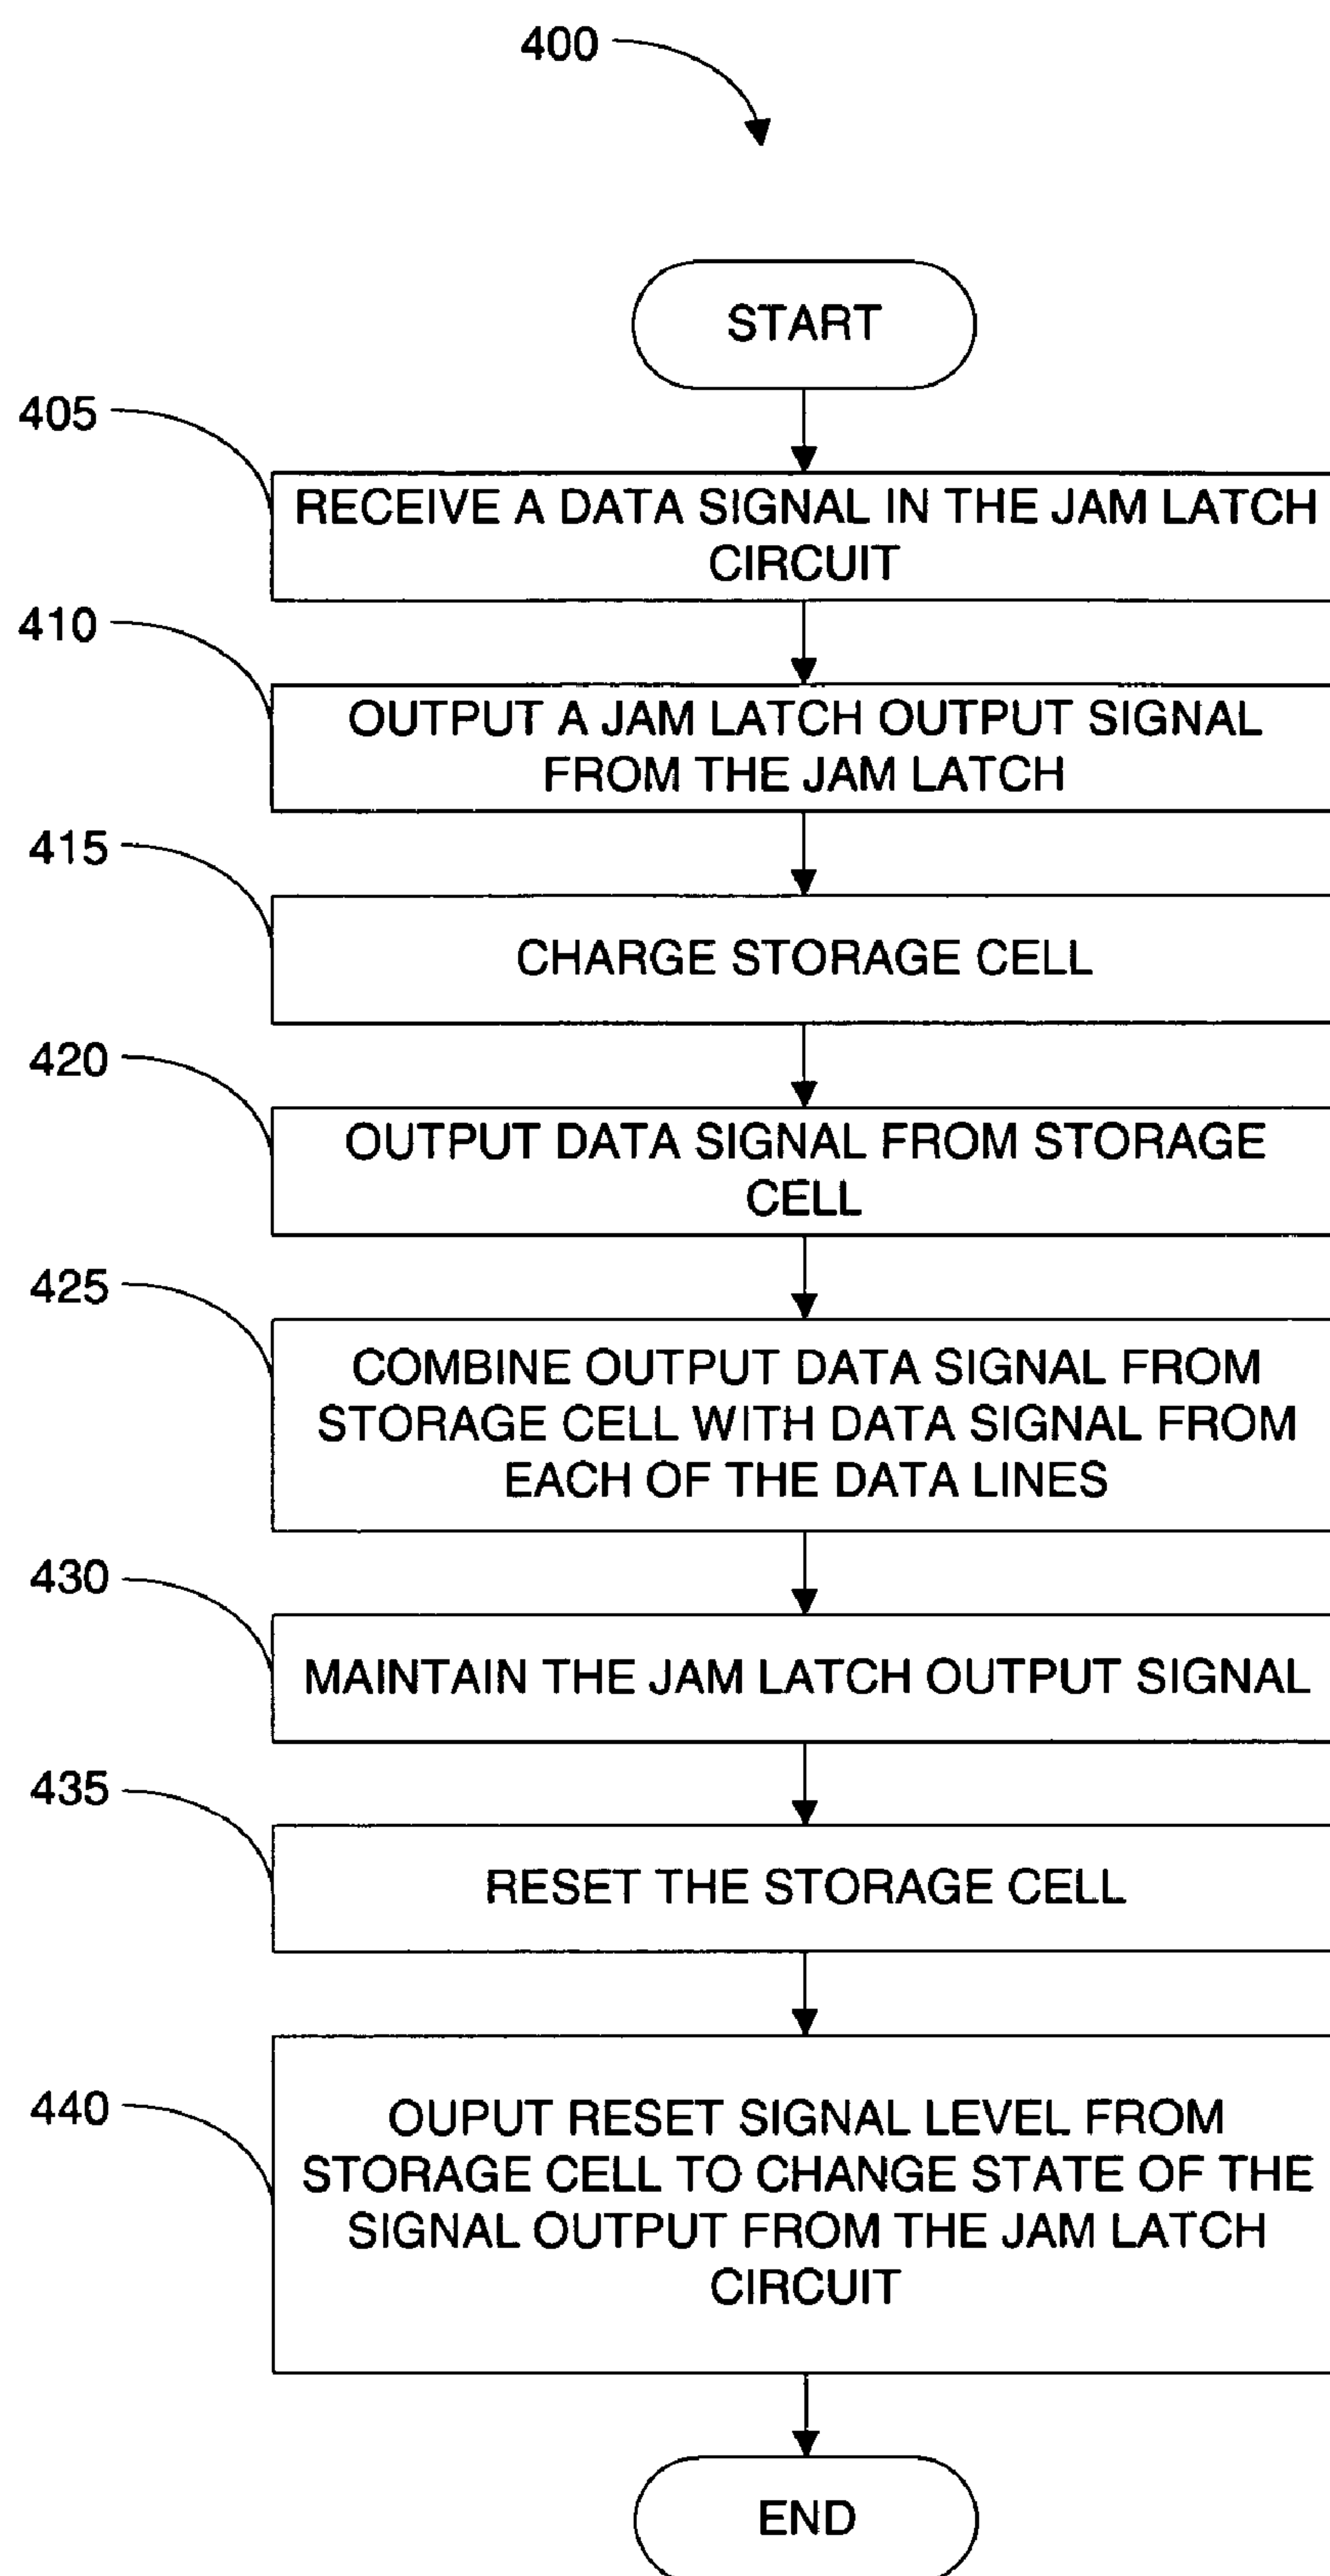 400
START
405
RECEIVE A DATA SIGNAL IN THE JAM LATCH
CIRCUIT
410
OUTPUT A JAM LATCH OUTPUT SIGNAL
FROM THE JAM LATCH
415
CHARGE STORAGE CELL
420
OUTPUT DATA SIGNAL FROM STORAGE
CELL
425
COMBINE OUTPUT DATA SIGNAL FROM
STORAGE CELL WITH DATA SIGNAL FROM
EACH OF THE DATA LINES
430
MAINTAIN THE JAM LATCH OUTPUT SIGNAL
435
RESET THE STORAGE CELL
440
OUPUT RESET SIGNAL LEVEL FROM
STORAGE CELL TO CHANGE STATE OF THE
SIGNAL OUTPUT FROM THE JAM LATCH
CIRCUIT
END